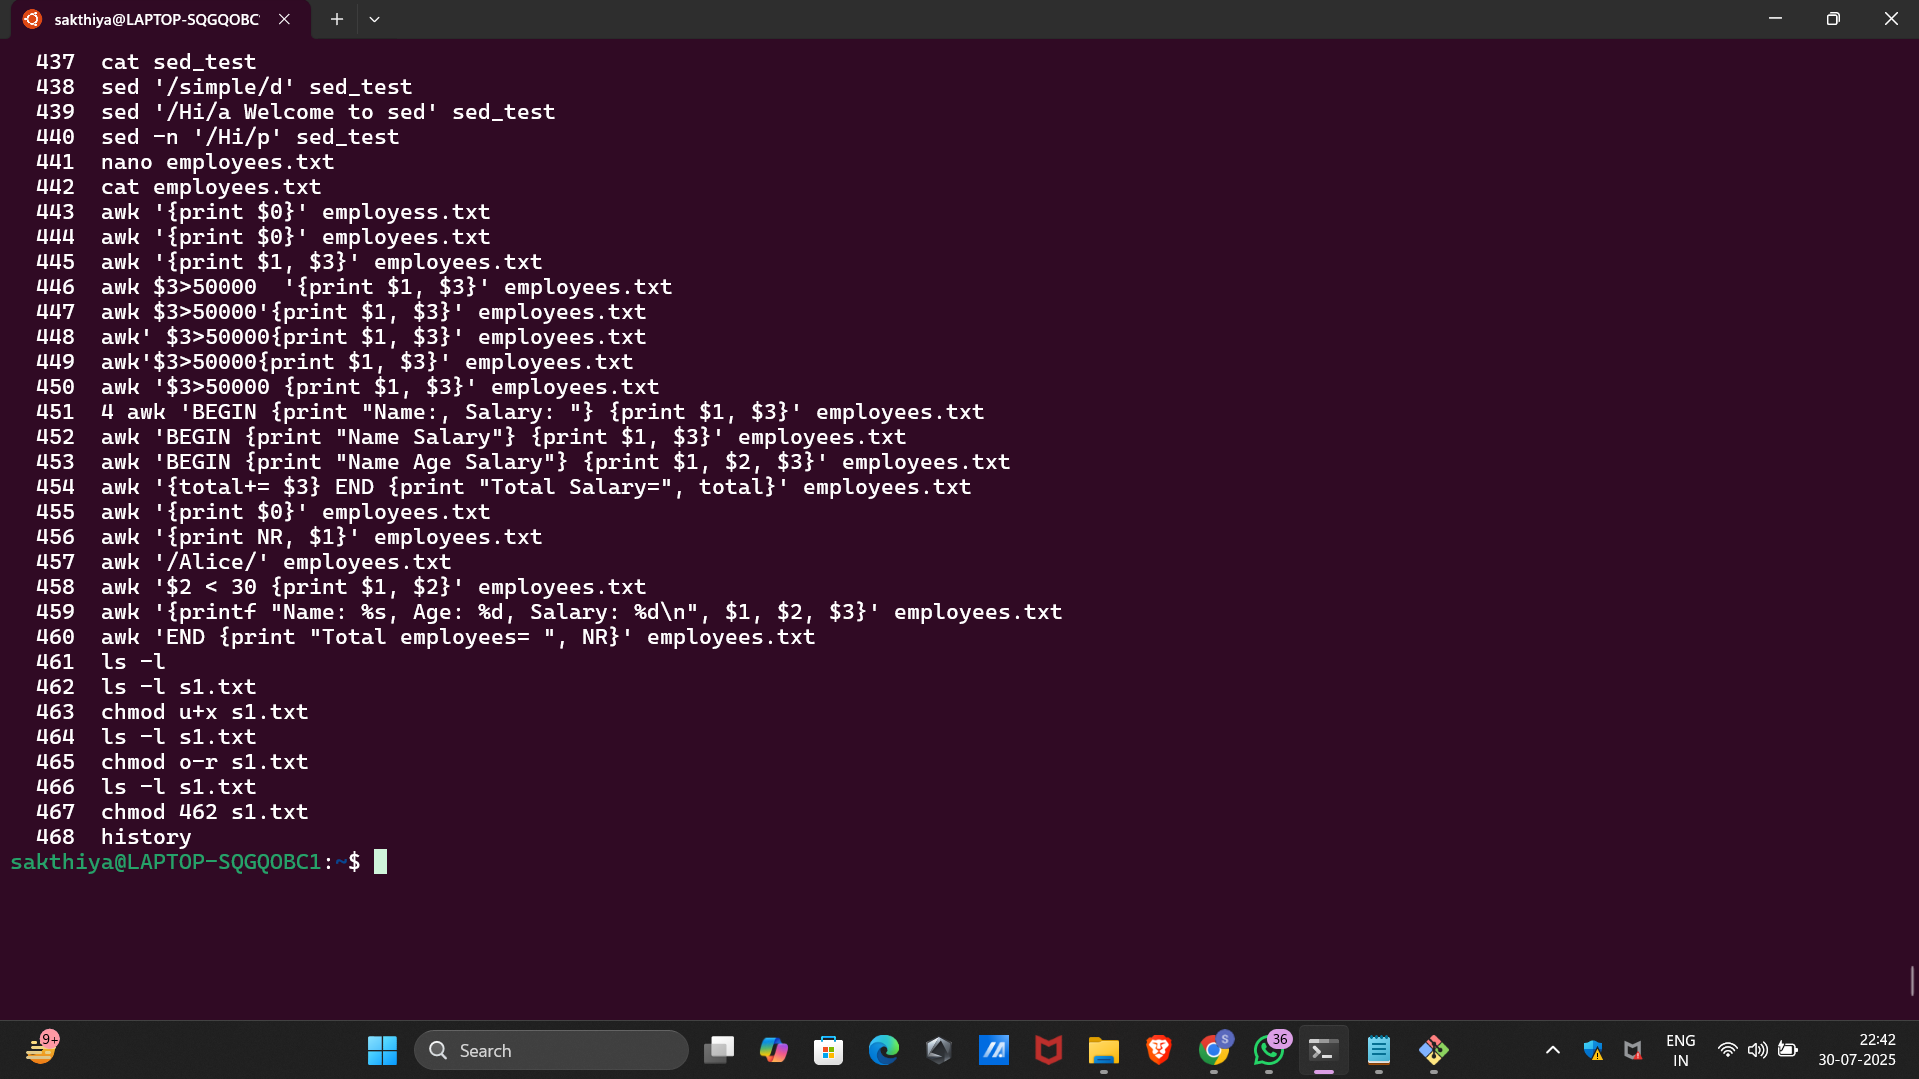 sakthiya@LAPTOP-SQGQOBC
437 cat sed_test
438 sed '/simple/d' sed_test
439 sed '/Hi/a Welcome to sed' sed_test
440 sed -n '/Hi/p' sed_test
441 nano employees.txt
442 cat employees.txt
443 awk '{print $0}' employess.txt
444 awk '{print $0}' employees.txt
445 awk '{print $1, $3}' employees.txt
446 awk $3>50000  '{print $1, $3}' employees.txt
447 awk $3>50000'{print $1, $3}' employees.txt
448 awk' $3>50000{print $1, $3}' employees.txt
449 awk'$3>50000{print $1, $3}' employees.txt
450 awk '$3>50000 {print $1, $3}' employees.txt
451 4 awk 'BEGIN {print "Name:, Salary: "} {print $1, $3}' employees.txt
452 awk 'BEGIN {print "Name Salary"} {print $1, $3}' employees.txt
453 awk 'BEGIN {print "Name Age Salary"} {print $1, $2, $3}' employees.txt
454 awk '{total+= $3} END {print "Total Salary=", total}' employees.txt
455 awk '{print $0}' employees.txt
456 awk '{print NR, $1}' employees.txt
457 awk '/Alice/' employees.txt
458 awk '$2 < 30 {print $1, $2}' employees.txt
459 awk '{printf "Name: %s, Age: %d, Salary: %d\n", $1, $2, $3}' employees.txt
460 awk 'END {print "Total employees= ", NR}' employees.txt
461 ls -l
462 ls -l s1.txt
463 chmod u+x s1.txt
464 ls -l s1.txt
465 chmod o-r s1.txt
466 ls -l s1.txt
467 chmod 462 s1.txt
468 history
sakthiya@LAPTOP-SQGQOBC1:~$
9+
Search
S
36
ENG
IN
22:42
30-07-2025